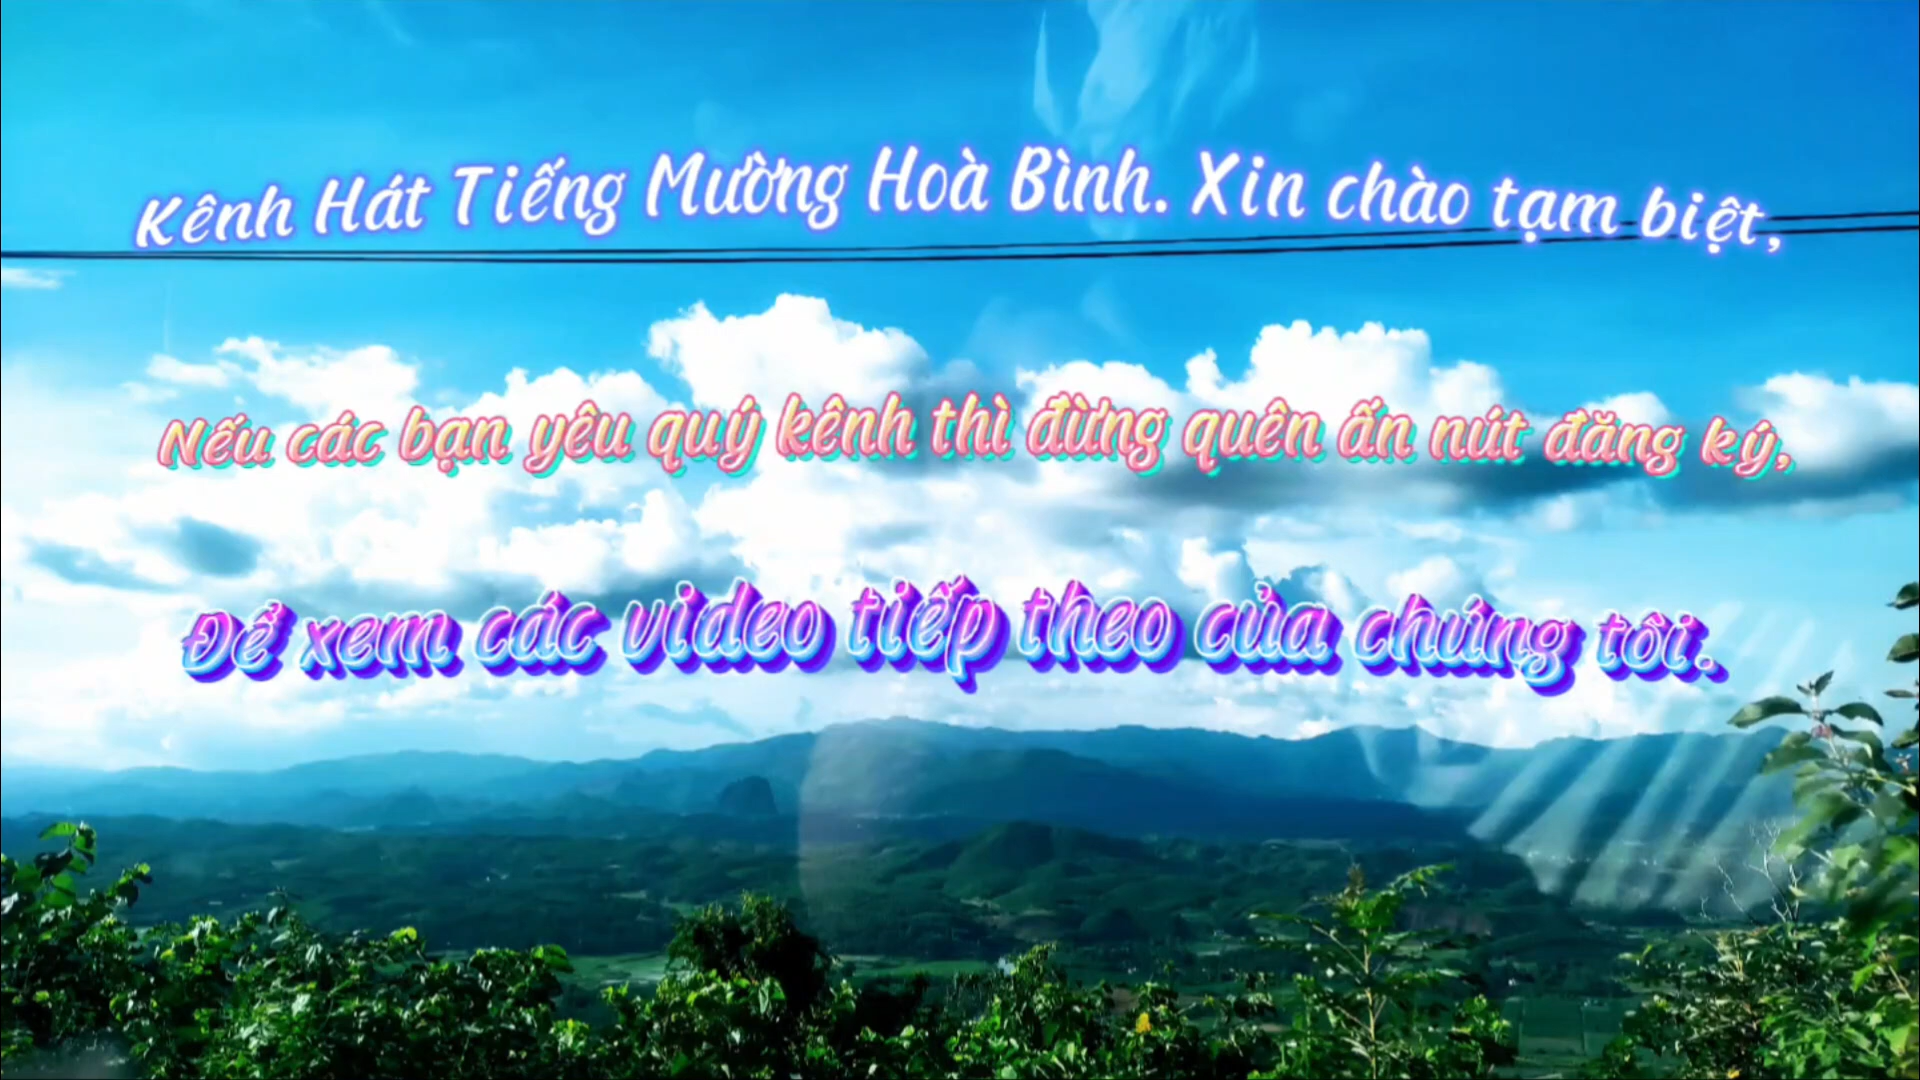 Kênh Hát Tiếng Mường Hoà Bình. Xin chào tạm biệt,
Nếu các bạn yêu quý kênh thì đừng quên ấn nút đăng ký,
Để xem các video tiếp theo của chúng tôi.